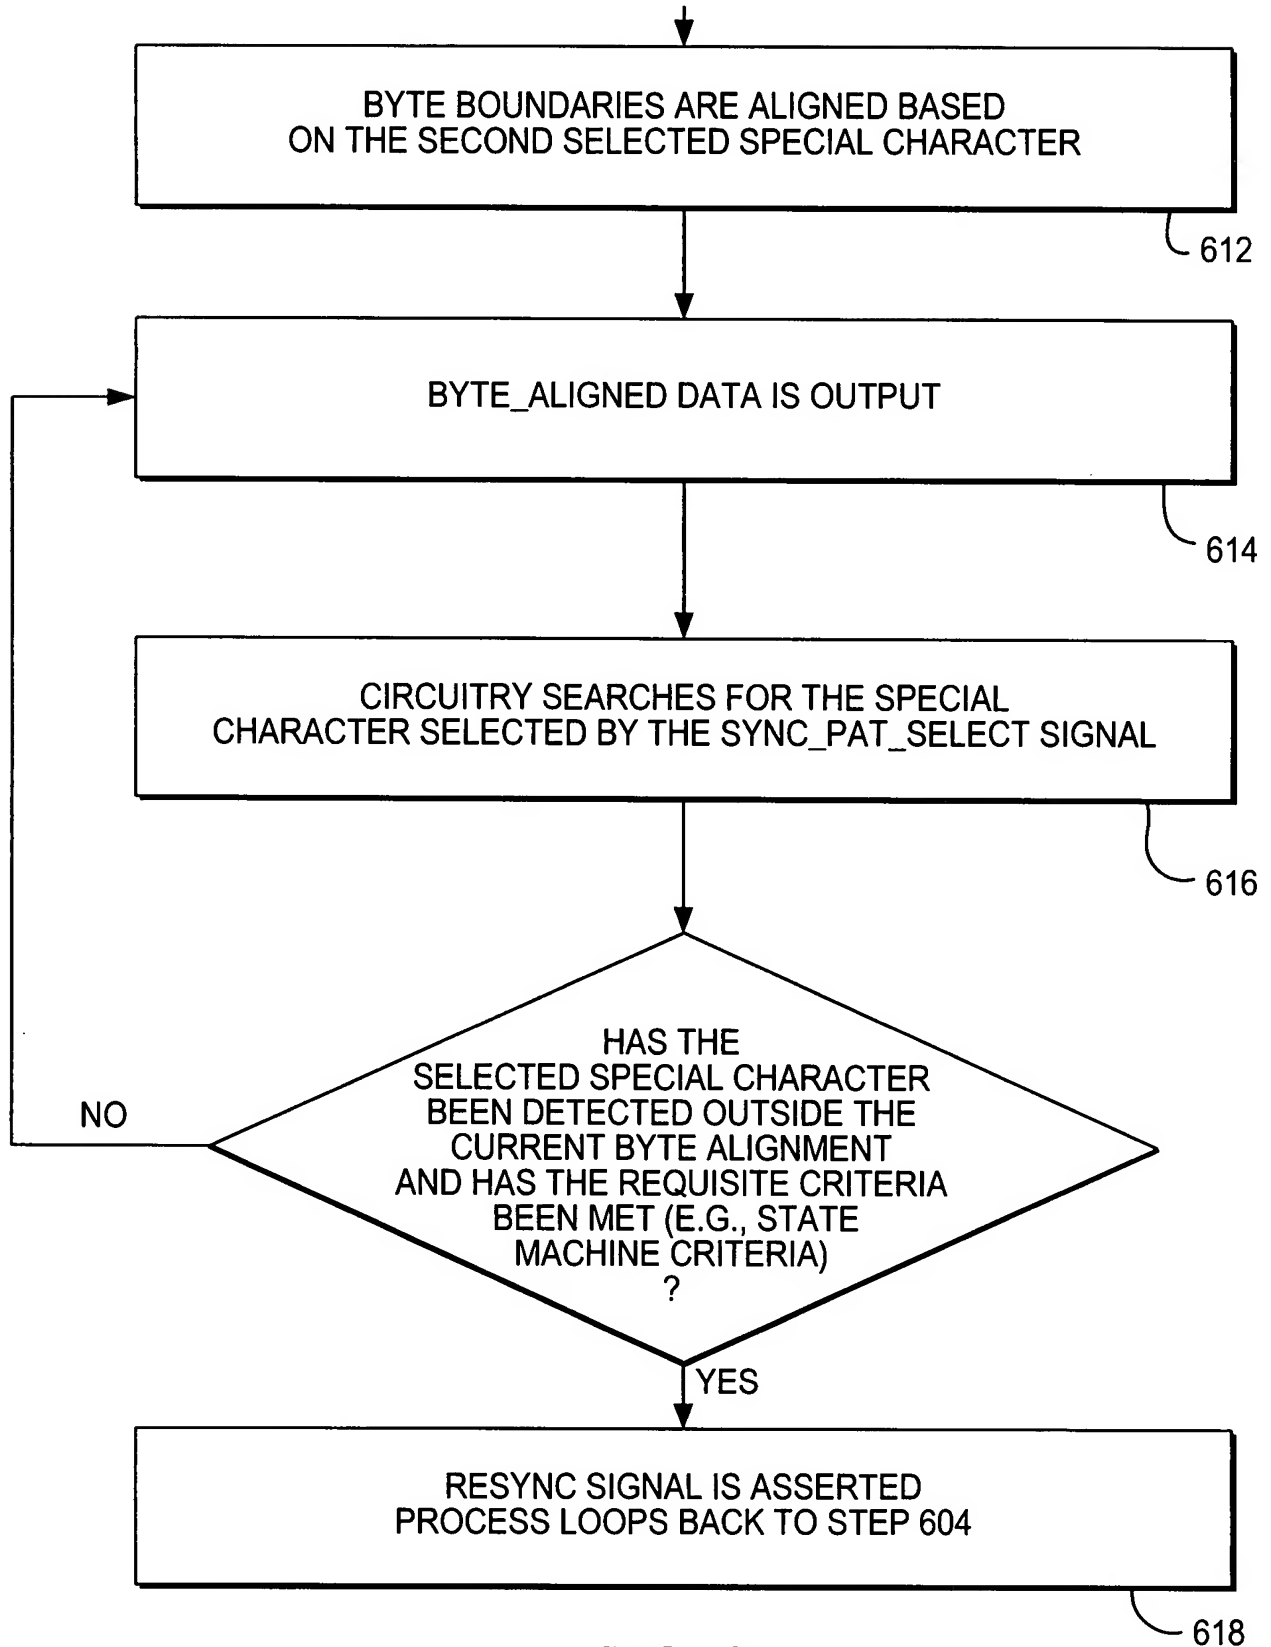 BYTE BOUNDARIES ARE ALIGNED BASED
ON THE SECOND SELECTED SPECIAL CHARACTER
612
BYTE_ALIGNED DATA IS OUTPUT
614
CIRCUITRY SEARCHES FOR THE SPECIAL
CHARACTER SELECTED BY THE SYNC_PAT_SELECT SIGNAL
616
HAS THE
SELECTED SPECIAL CHARACTER
BEEN DETECTED OUTSIDE THE
CURRENT BYTE ALIGNMENT
AND HAS THE REQUISITE CRITERIA
BEEN MET (E.G., STATE
MACHINE CRITERIA)
?
NO
YES
RESYNC SIGNAL IS ASSERTED
PROCESS LOOPS BACK TO STEP 604
618